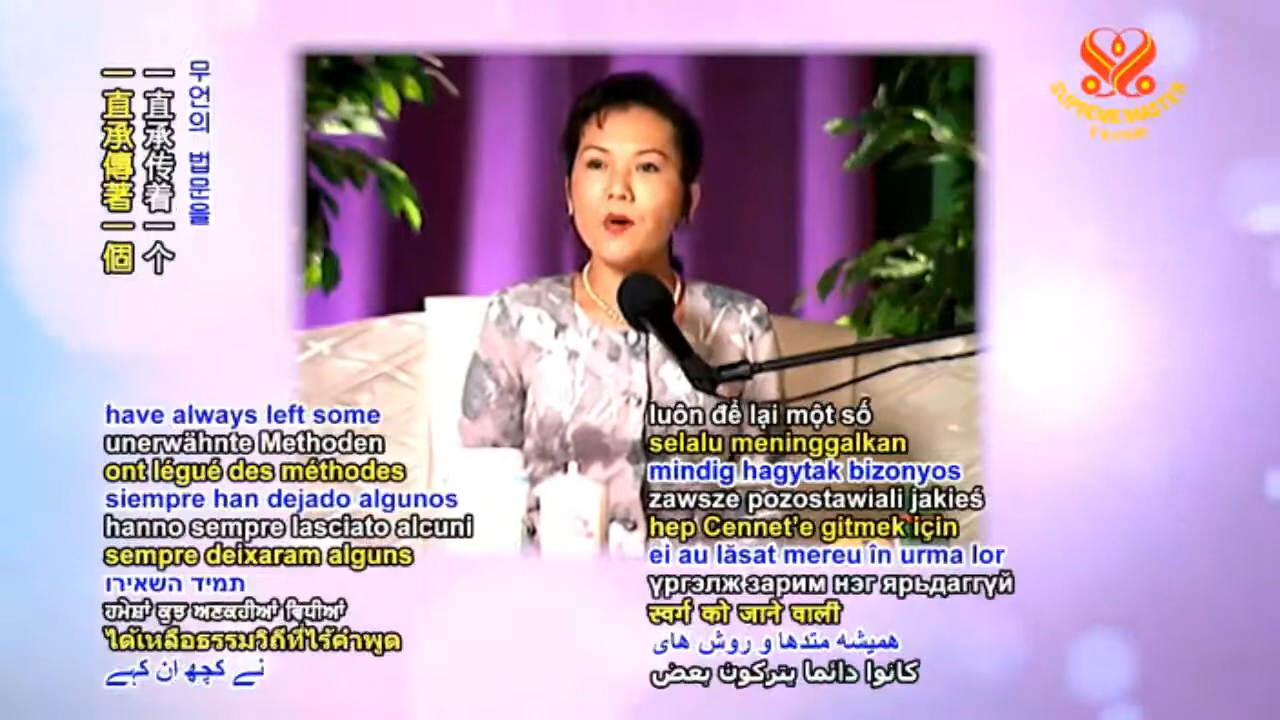 무언의 법문을
一直承传着一个
一直承傳著一個
SUPREME MASTER
have always left some
unerwähnte Methoden
ont légué des méthodes
siempre han dejado algunos
hanno sempre lasciato alcuni
sempre deixaram alguns
תמיד השאירו
ਹਮੇਸ਼ਾਂ ਕੁਝ ਅਣਕਹੀਆਂ ਵਿਧੀਆਂ
ได้เหลือธรรมวิถีที่ไร้คำพูด
نے کچھ ان کہے
luôn để lại một số
selalu meninggalkan
mindig hagytak bizonyos
zawsze pozostawiali jakieś
hep Cennet’e gitmek için
ei au lăsat mereu în urma lor
үргэлж зарим нэг ярьдаггүй
स्वर्ग को जाने वाली
همیشه متدها و روش های
كانوا دائما يتركون بعض